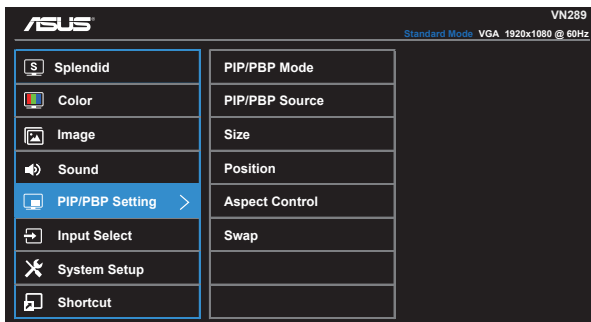 ASUS
VN289
Standard Mode VGA 1920x1080 @ 60Hz
S Splendid
Color
Image
Sound
PIP/PBP Setting
Input Select
System Setup
Shortcut
PIP/PBP Mode
PIP/PBP Source
Size
Position
Aspect Control
Swap